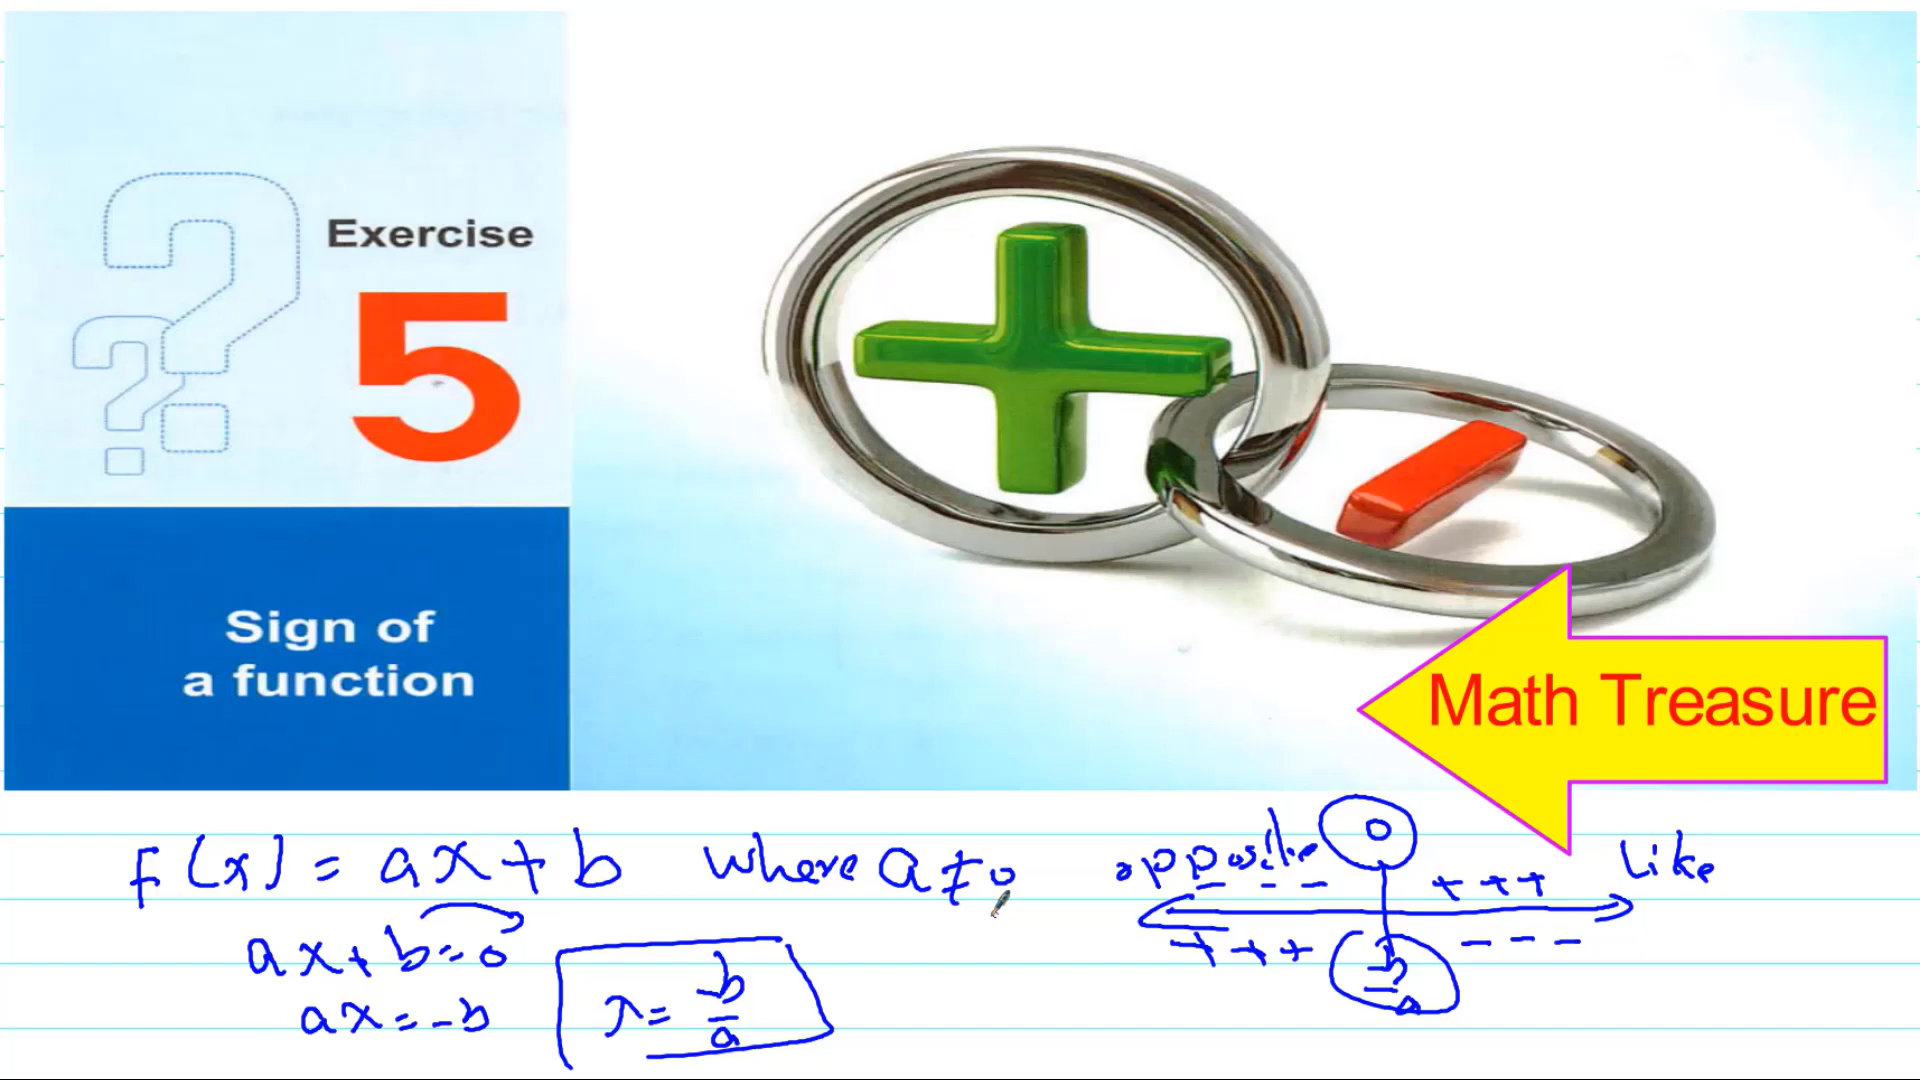 Exercise
5
Sign of
a function
Math Treasure
F(x) = ax + b where a ≠ 0
ax + b = 0
ax = -b
x = -b/a
opposite
0
Like
- - -
+ + +
+ + +
- - -
-b/a